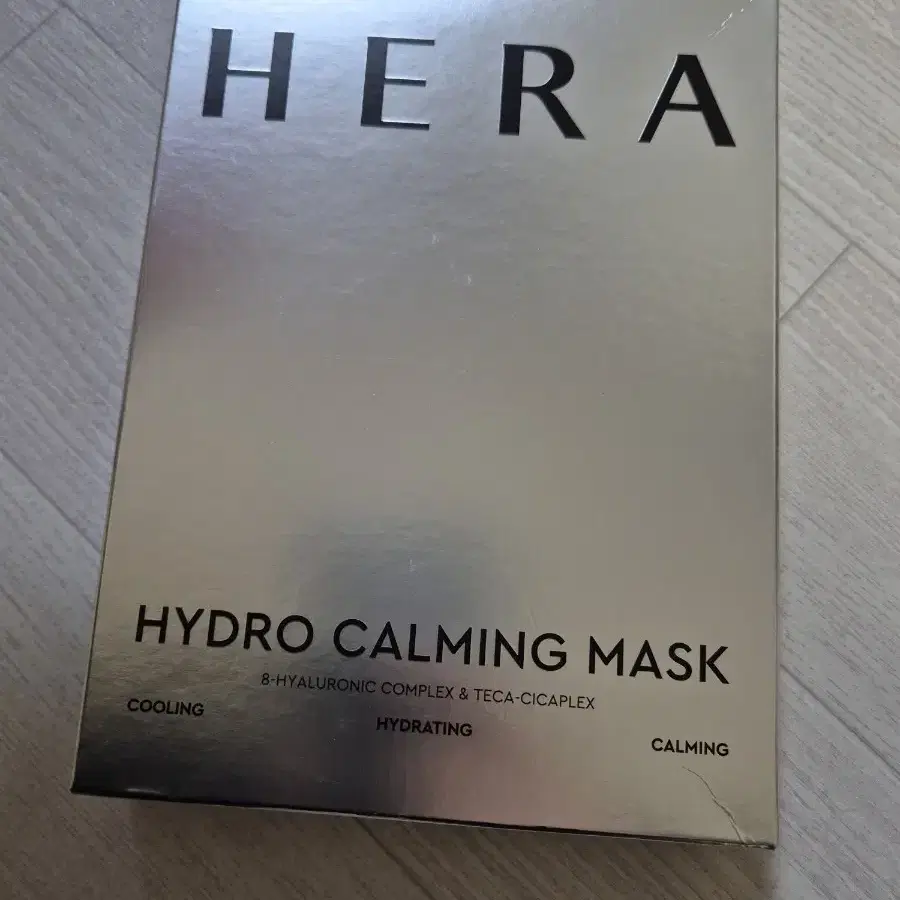 HERA
HYDRO CALMING MASK
8-HYALURONIC COMPLEX & TECA-CICAPLEX
COOLING
HYDRATING
CALMING